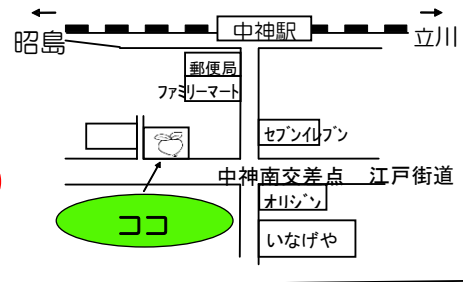 中神駅
昭島
立川
郵便局
ファミリーマート
セブンイレブン
中神南交差点
江戸街道
オリジン
ココ
いなげや